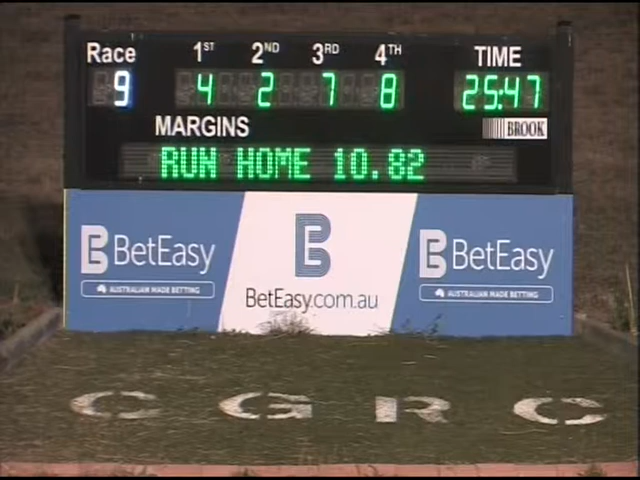 Race 1ST 2ND 3RD 4TH TIME
9 4 2 7 8 25:47
MARGINS BROOK
RUN HOME 10.82
BetEasy
AUSTRALIAN MADE BETTING
BetEasy.com.au
BetEasy
AUSTRALIAN MADE BETTING
CGRC